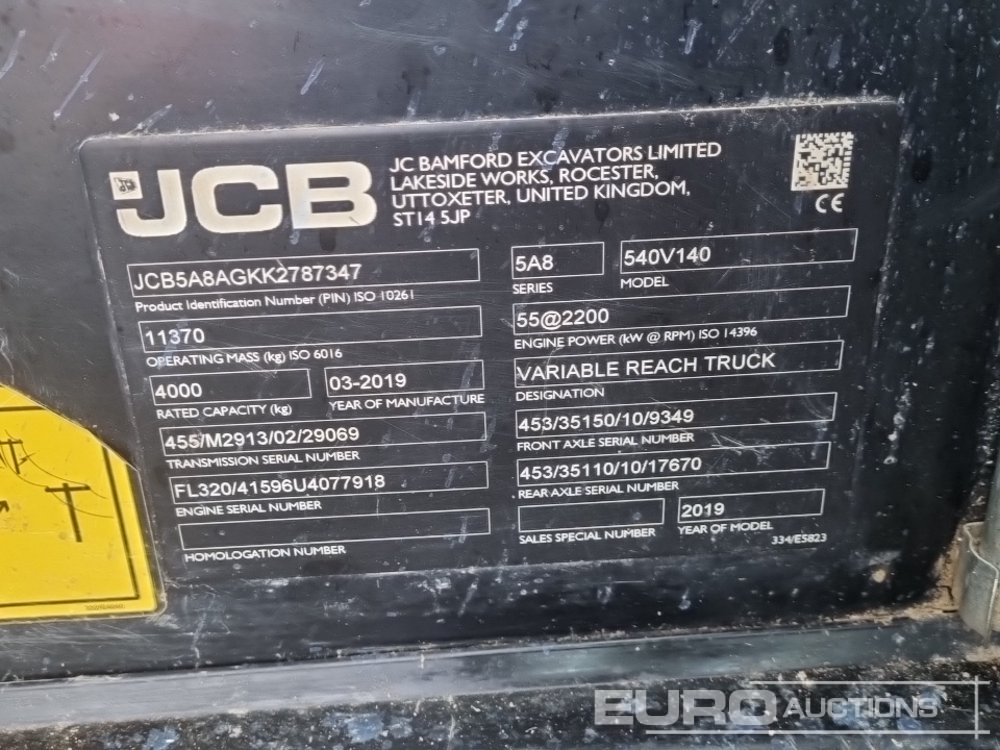 JCB
JC BAMFORD EXCAVATORS LIMITED
LAKESIDE WORKS, ROCESTER,
UTTOXETER, UNITED KINGDOM,
ST14 5JP
CE
JCB5A8AGKK2787347
Product Identification Number (PIN) ISO 10261
5A8
SERIES
540V140
MODEL
11370
OPERATING MASS (kg) ISO 6016
55@2200
ENGINE POWER (kW @ RPM) ISO 14396
4000
RATED CAPACITY (kg)
03-2019
YEAR OF MANUFACTURE
VARIABLE REACH TRUCK
DESIGNATION
455/M2913/02/29069
TRANSMISSION SERIAL NUMBER
453/35150/10/9349
FRONT AXLE SERIAL NUMBER
FL320/41596U4077918
ENGINE SERIAL NUMBER
453/35110/10/17670
REAR AXLE SERIAL NUMBER
HOMOLOGATION NUMBER
SALES SPECIAL NUMBER
2019
YEAR OF MODEL
334/E5823
EURO AUCTIONS